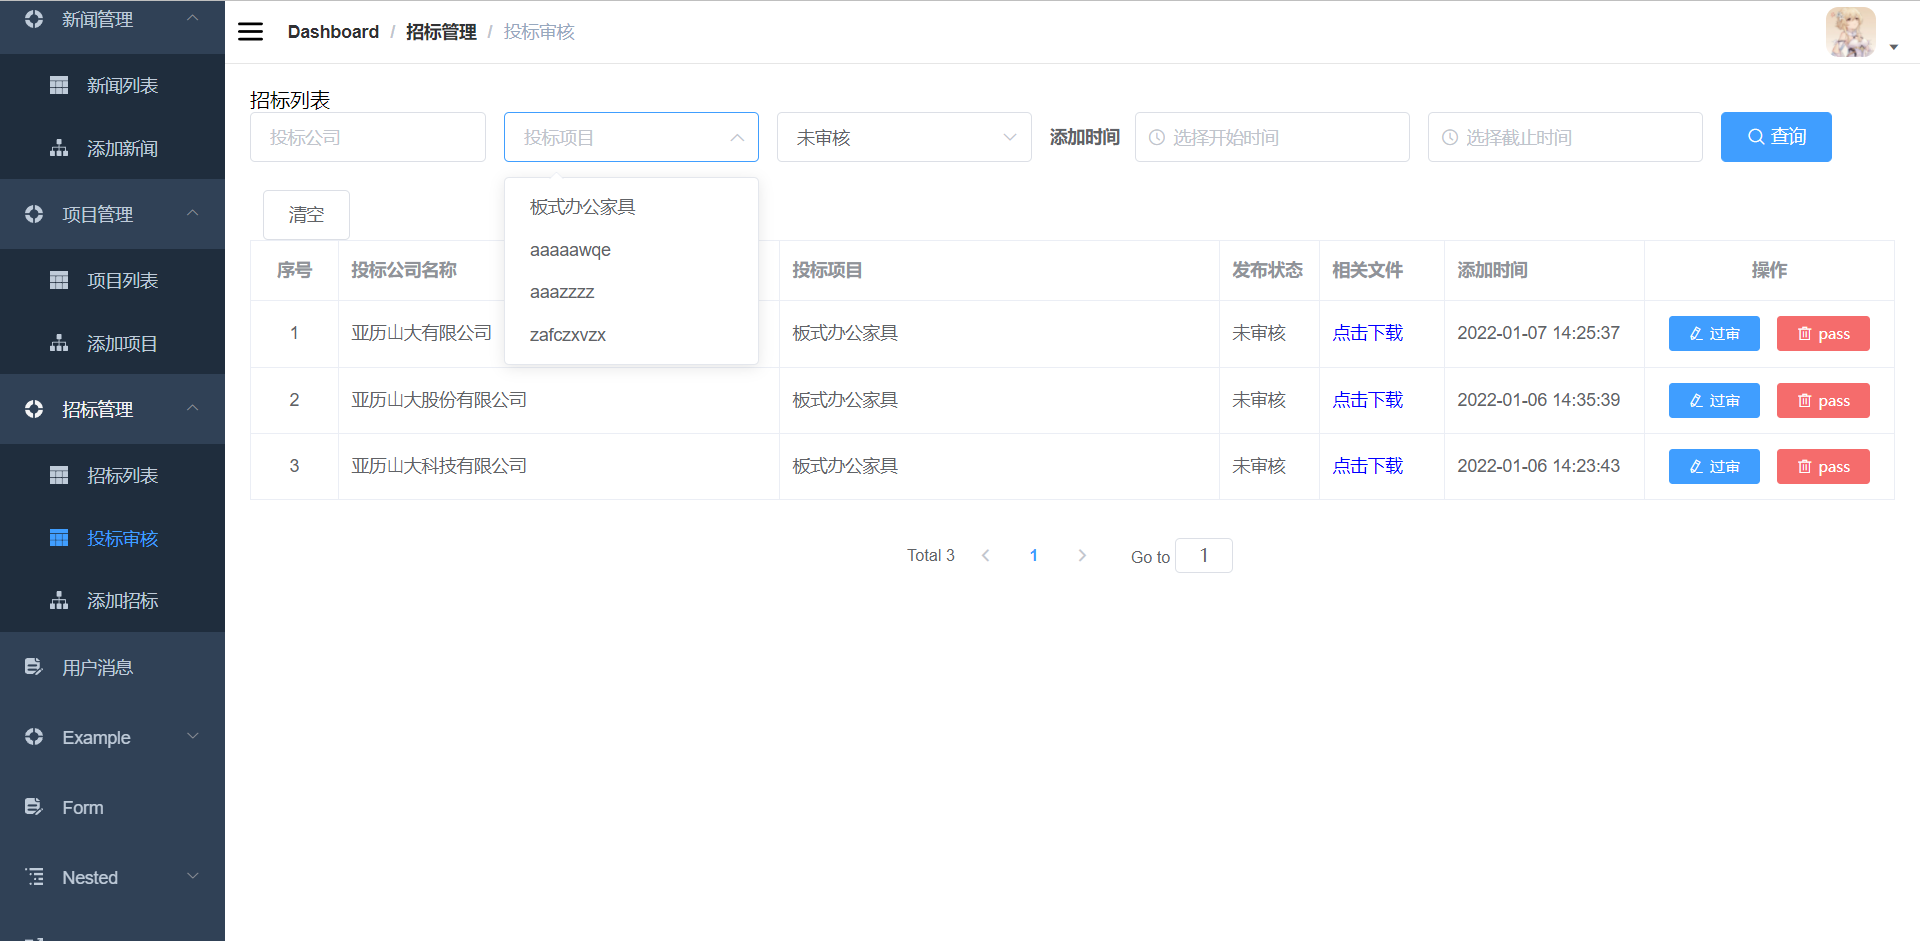 新闻管理
新闻列表
添加新闻
项目管理
项目列表
添加项目
招标管理
招标列表
投标审核
添加招标
用户消息
Example
Form
Nested
Dashboard / 招标管理 / 投标审核
招标列表
投标公司 投标项目 未审核 添加时间 选择开始时间 选择截止时间 查询
清空
板式办公家具
aaaaawqe
aaazzzz
zafczxvzx
序号 投标公司名称 投标项目 发布状态 相关文件 添加时间 操作
1 亚历山大有限公司 板式办公家具 未审核 点击下载 2022-01-07 14:25:37 过审 pass
2 亚历山大股份有限公司 板式办公家具 未审核 点击下载 2022-01-06 14:35:39 过审 pass
3 亚历山大科技有限公司 板式办公家具 未审核 点击下载 2022-01-06 14:23:43 过审 pass
Total 3 1 Go to 1